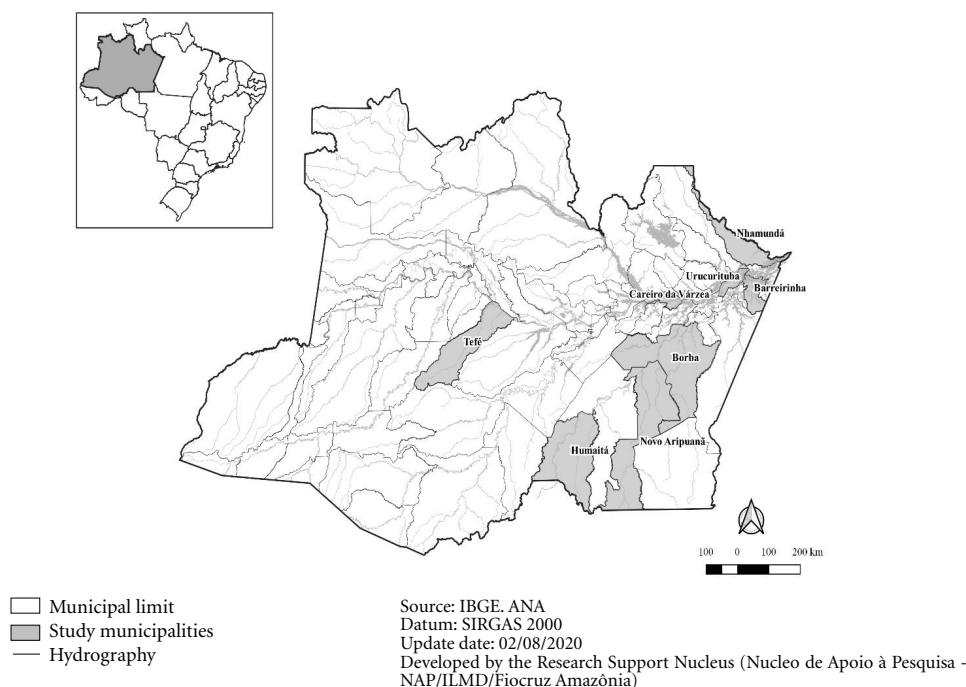 Nhamundá
Urucurituba
Barreirinha
Careiro da Várzea
Tefé
Borba
Novo Aripuanã
Humaitá
100 0 100 200 km
Municipal limit
Study municipalities
Hydrography
Source: IBGE. ANA
Datum: SIRGAS 2000
Update date: 02/08/2020
Developed by the Research Support Nucleus (Nucleo de Apoio à Pesquisa -
NAP/ILMD/Fiocruz Amazônia)